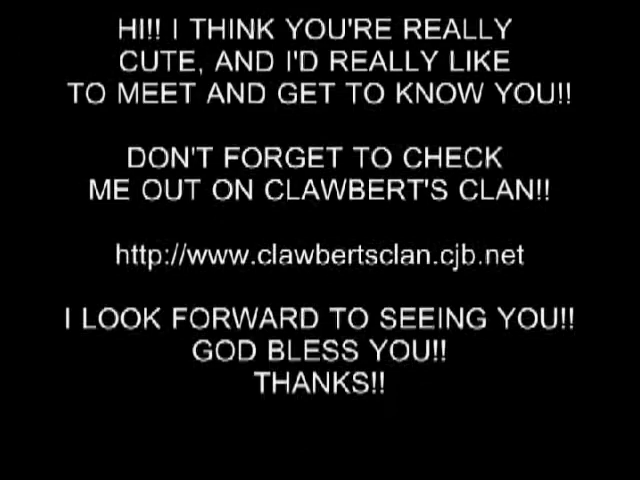 HI!! I THINK YOU'RE REALLY
CUTE, AND I'D REALLY LIKE
TO MEET AND GET TO KNOW YOU!!
DON'T FORGET TO CHECK
ME OUT ON CLAWBERT'S CLAN!!
http://www.clawbertsclan.cjb.net
I LOOK FORWARD TO SEEING YOU!!
GOD BLESS YOU!!
THANKS!!